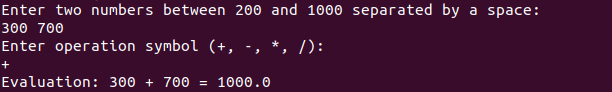 Enter two numbers between 200 and 1000 separated by a space:
300 700
Enter operation symbol (+, -, *, /):
+
Evaluation: 300 + 700 = 1000.0